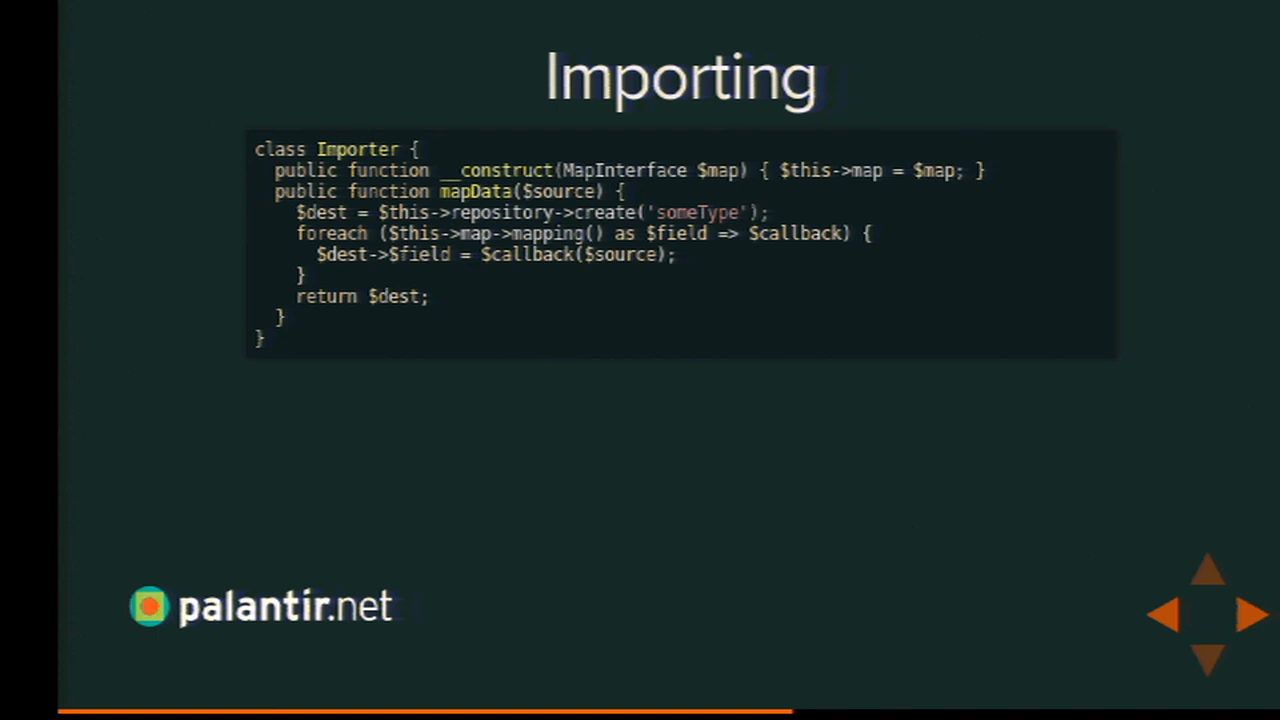 Importing
class Importer {
  public function __construct(MapInterface $map) { $this->map = $map; }
  public function mapData($source) {
    $dest = $this->repository->create('someType');
    foreach ($this->map->mapping() as $field => $callback) {
      $dest->$field = $callback($source);
    }
    return $dest;
  }
}
palantir.net